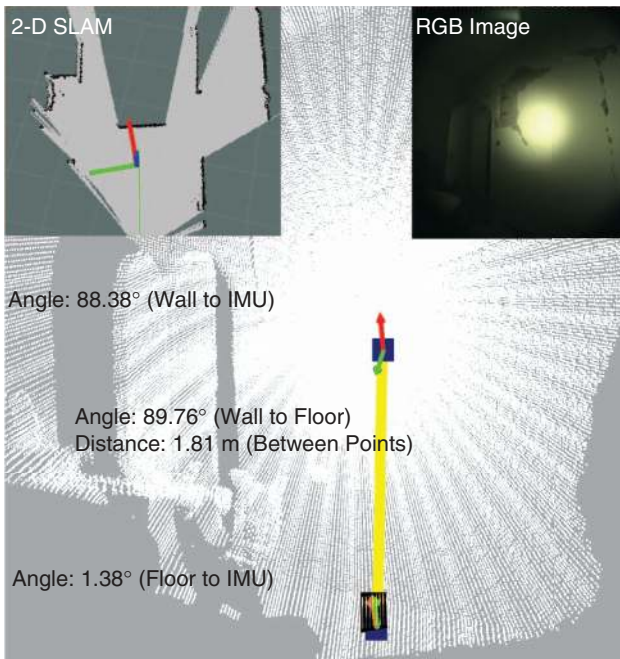 2-D SLAM
RGB Image
Angle: 88.38° (Wall to IMU)
Angle: 89.76° (Wall to Floor)
Distance: 1.81 m (Between Points)
Angle: 1.38° (Floor to IMU)